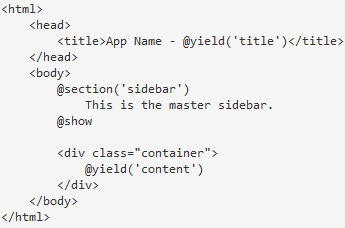 <html>
    <head>
        <title>App Name - @yield('title')</title>
    </head>
    <body>
        @section('sidebar')
            This is the master sidebar.
        @show

        <div class="container">
            @yield('content')
        </div>
    </body>
</html>